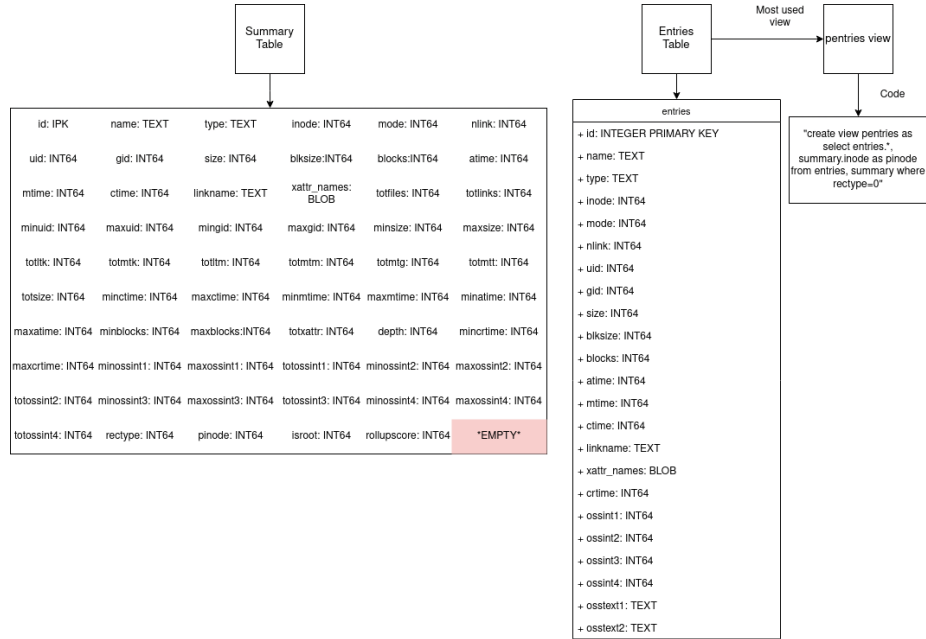 Summary
Table
id: IPK name: TEXT type: TEXT inode: INT64 mode: INT64 nlink: INT64
uid: INT64 gid: INT64 size: INT64 blksize:INT64 blocks:INT64 atime: INT64
mtime: INT64 ctime: INT64 linkname: TEXT xattr_names: BLOB totfiles: INT64 totlinks: INT64
minuid: INT64 maxuid: INT64 mingid: INT64 maxgid: INT64 minsize: INT64 maxsize: INT64
totltk: INT64 totmtk: INT64 totltm: INT64 totmtm: INT64 totmtg: INT64 totmtt: INT64
totsize: INT64 minctime: INT64 maxctime: INT64 minmtime: INT64 maxmtime: INT64 minatime: INT64
maxatime: INT64 minblocks: INT64 maxblocks:INT64 totxattr: INT64 depth: INT64 mincrtime: INT64
maxcrtime: INT64 minossint1: INT64 maxossint1: INT64 totossint1: INT64 minossint2: INT64 maxossint2: INT64
totossint2: INT64 minossint3: INT64 maxossint3: INT64 totossint3: INT64 minossint4: INT64 maxossint4: INT64
totossint4: INT64 rectype: INT64 pinode: INT64 isroot: INT64 rollupscore: INT64 *EMPTY*
Entries
Table
Most used
view
pentries view
Code
"create view pentries as
select entries.*,
summary.inode as pinode
from entries, summary where
rectype=0"
entries
+ id: INTEGER PRIMARY KEY
+ name: TEXT
+ type: TEXT
+ inode: INT64
+ mode: INT64
+ nlink: INT64
+ uid: INT64
+ gid: INT64
+ size: INT64
+ blksize: INT64
+ blocks: INT64
+ atime: INT64
+ mtime: INT64
+ ctime: INT64
+ linkname: TEXT
+ xattr_names: BLOB
+ crtime: INT64
+ ossint1: INT64
+ ossint2: INT64
+ ossint3: INT64
+ ossint4: INT64
+ osstext1: TEXT
+ osstext2: TEXT